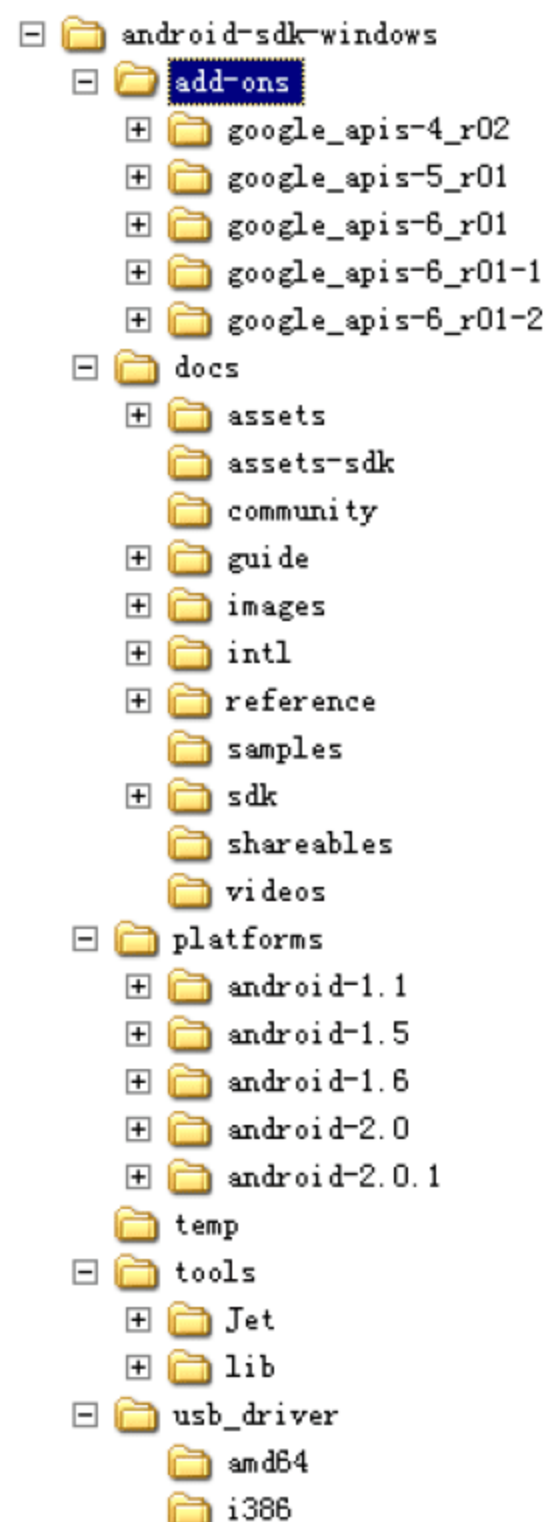 android-sdk-windows
add-ons
google_apis-4_r02
google_apis-5_r01
google_apis-6_r01
google_apis-6_r01-1
google_apis-6_r01-2
docs
assets
assets-sdk
community
guide
images
intl
reference
samples
sdk
shareables
videos
platforms
android-1.1
android-1.5
android-1.6
android-2.0
android-2.0.1
temp
tools
Jet
lib
usb_driver
amd64
i386